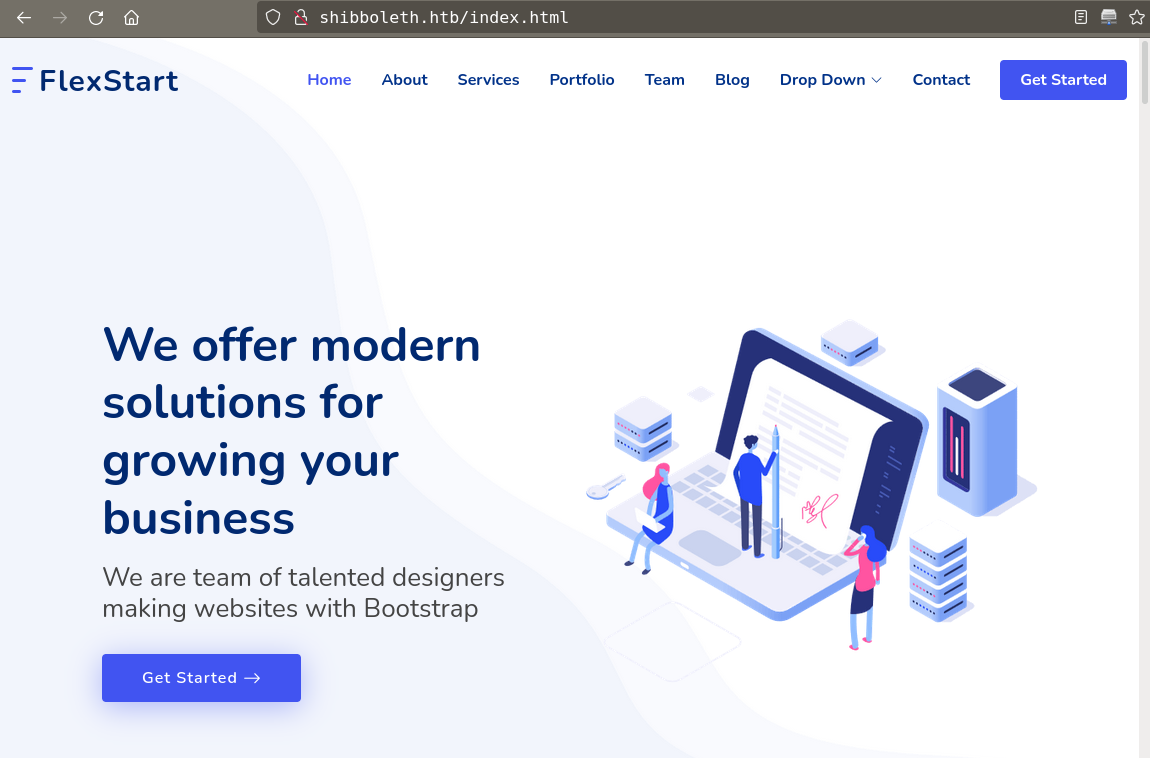 shibboleth.htb/index.html
FlexStart
Home About Services Portfolio Team Blog Drop Down Contact Get Started
We offer modern
solutions for
growing your
business
We are team of talented designers
making websites with Bootstrap
Get Started →